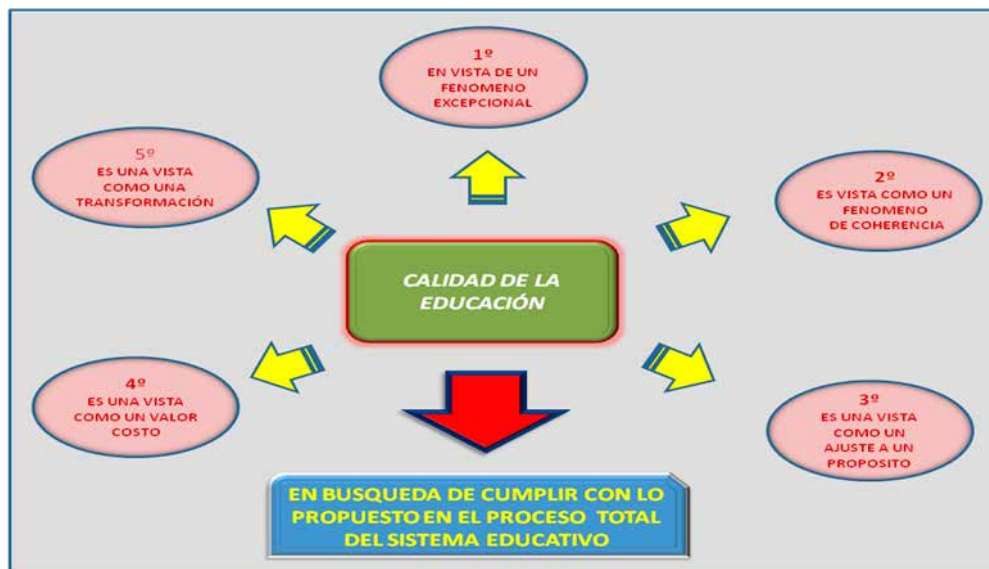 1º
EN VISTA DE UN
FENOMENO
EXCEPCIONAL
5º
ES UNA VISTA
COMO UNA
TRANSFORMACIÓN
2º
ES VISTA COMO UN
FENOMENO
DE COHERENCIA
CALIDAD DE LA
EDUCACIÓN
4º
ES UNA VISTA
COMO UN VALOR
COSTO
3º
ES UNA VISTA
COMO UN
AJUSTE A UN
PROPOSITO
EN BUSQUEDA DE CUMPLIR CON LO
PROPUESTO EN EL PROCESO TOTAL
DEL SISTEMA EDUCATIVO